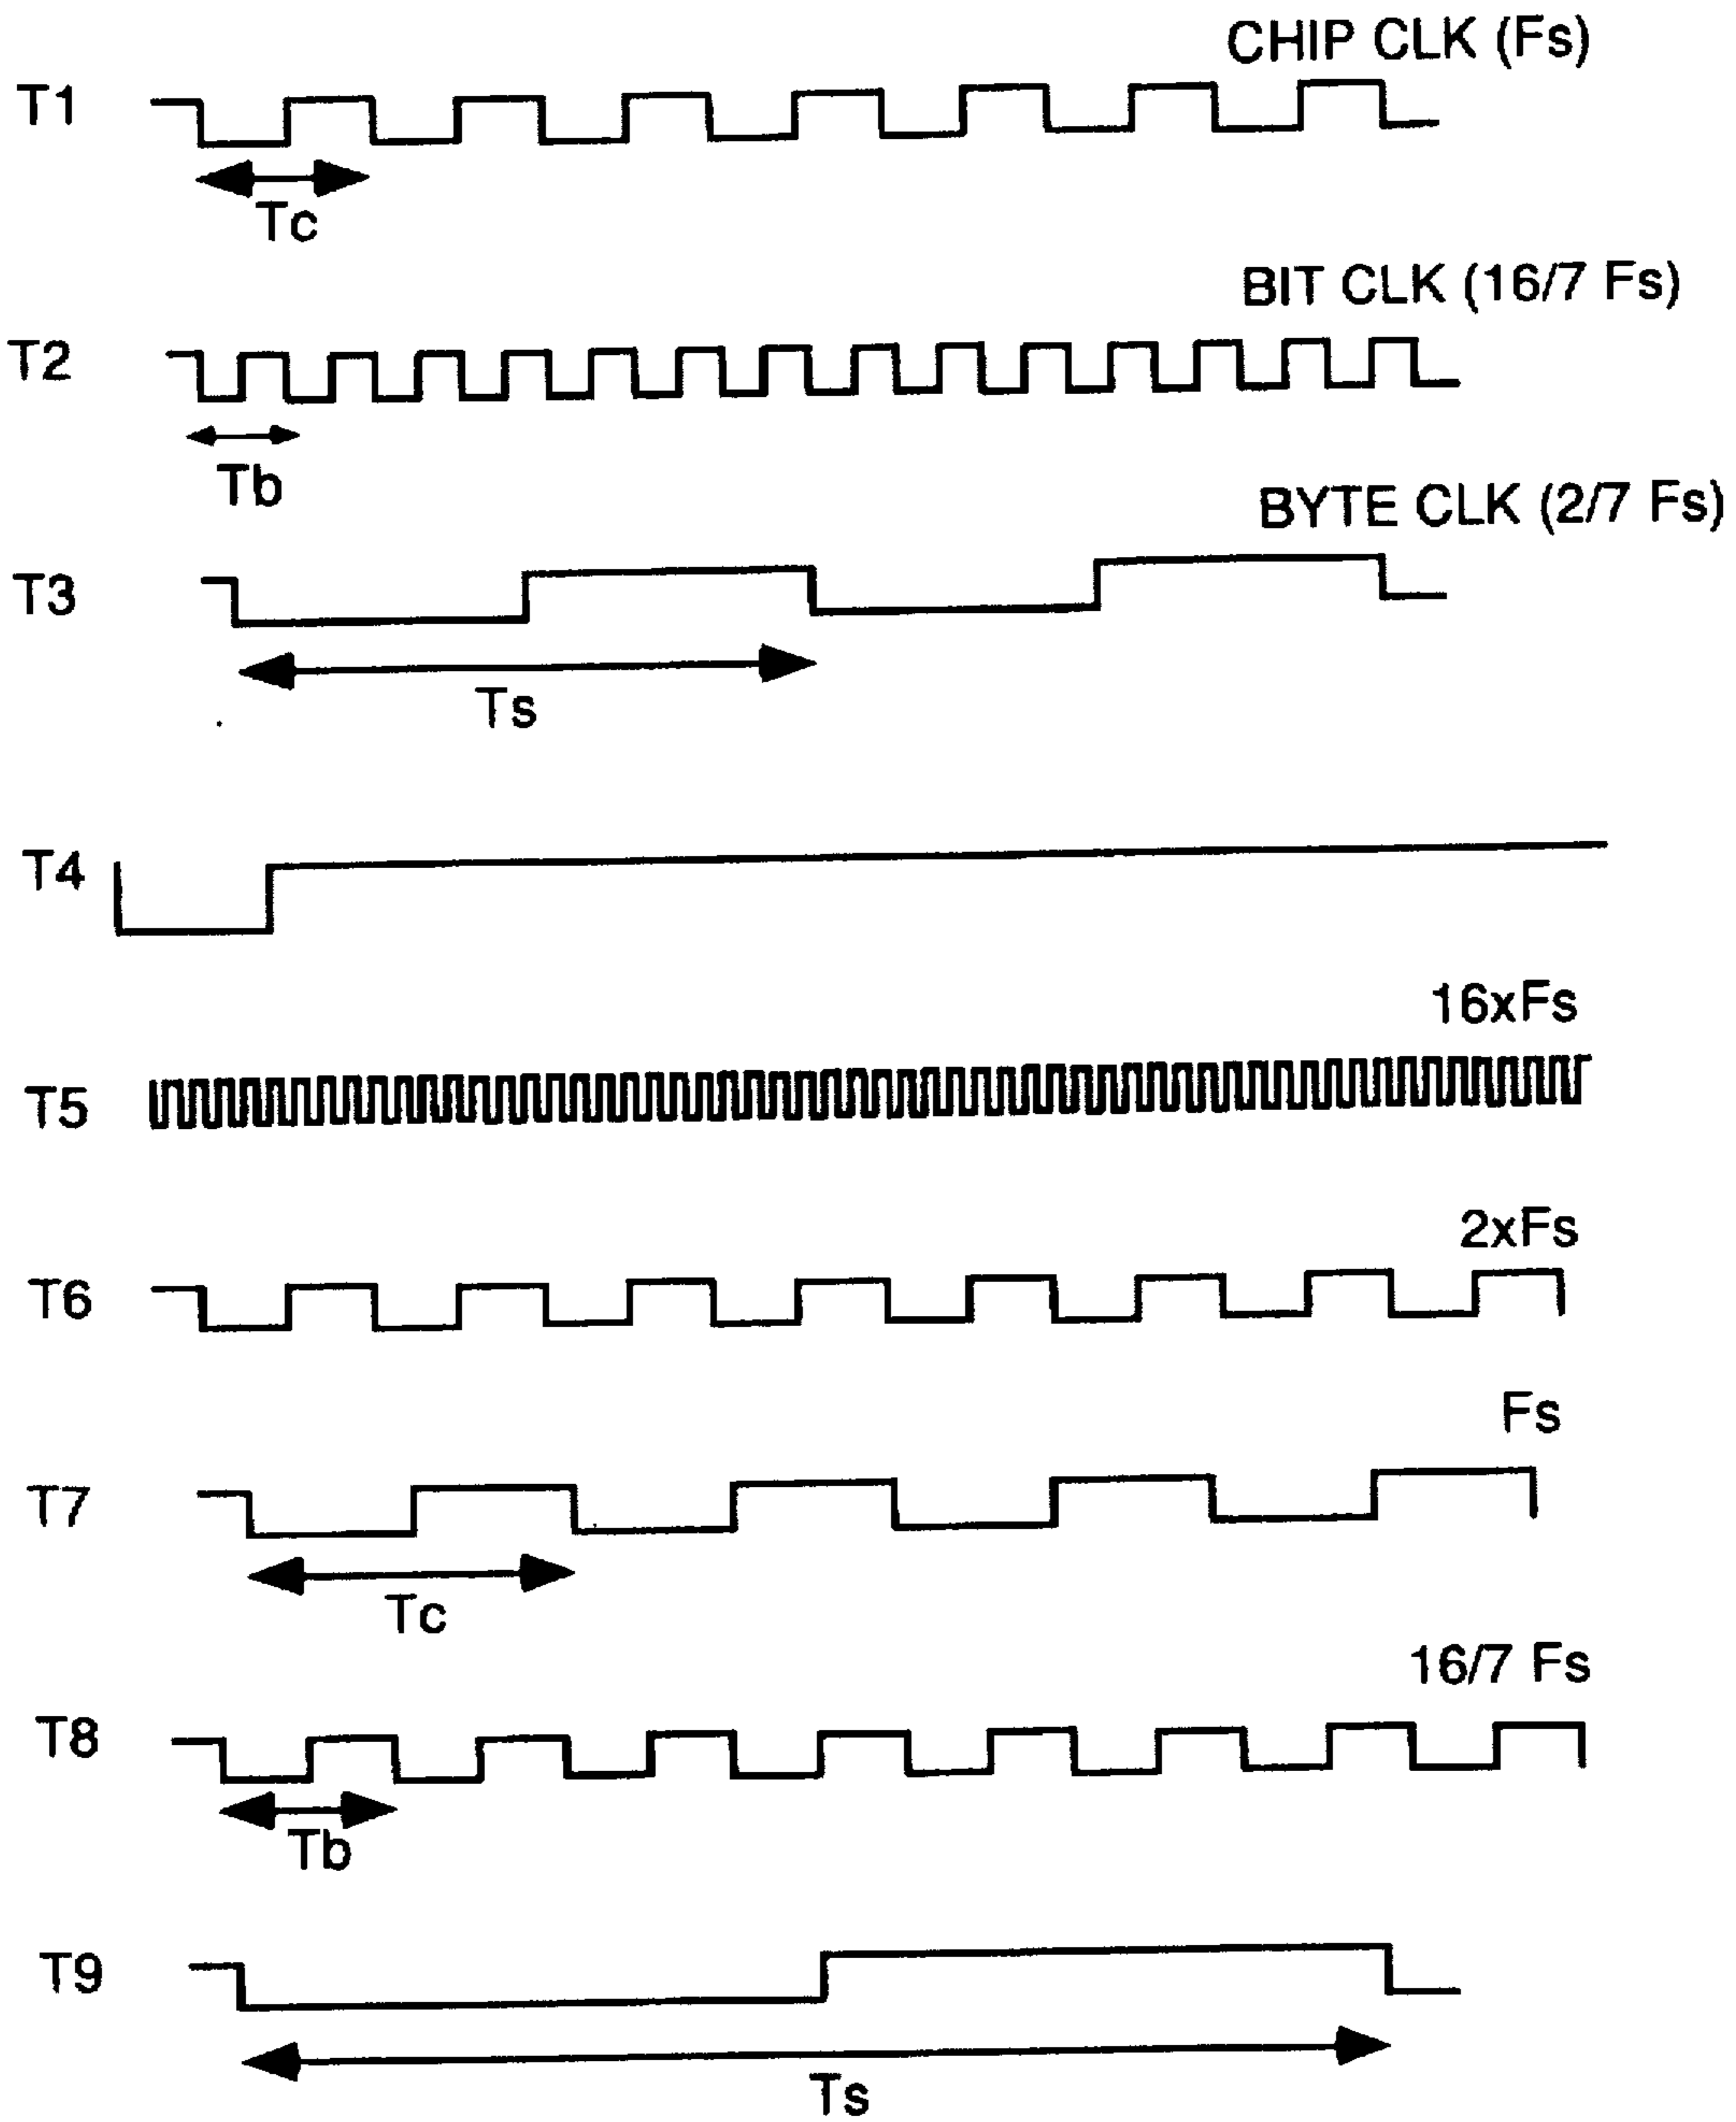 CHIP CLK (Fs)
T1
Tc
BIT CLK (16/7 Fs)
T2
Tb
BYTE CLK (2/7 Fs)
T3
Ts
T4
16xFs
T5
2xFs
T6
Fs
T7
Tc
16/7 Fs
T8
Tb
T9
Ts